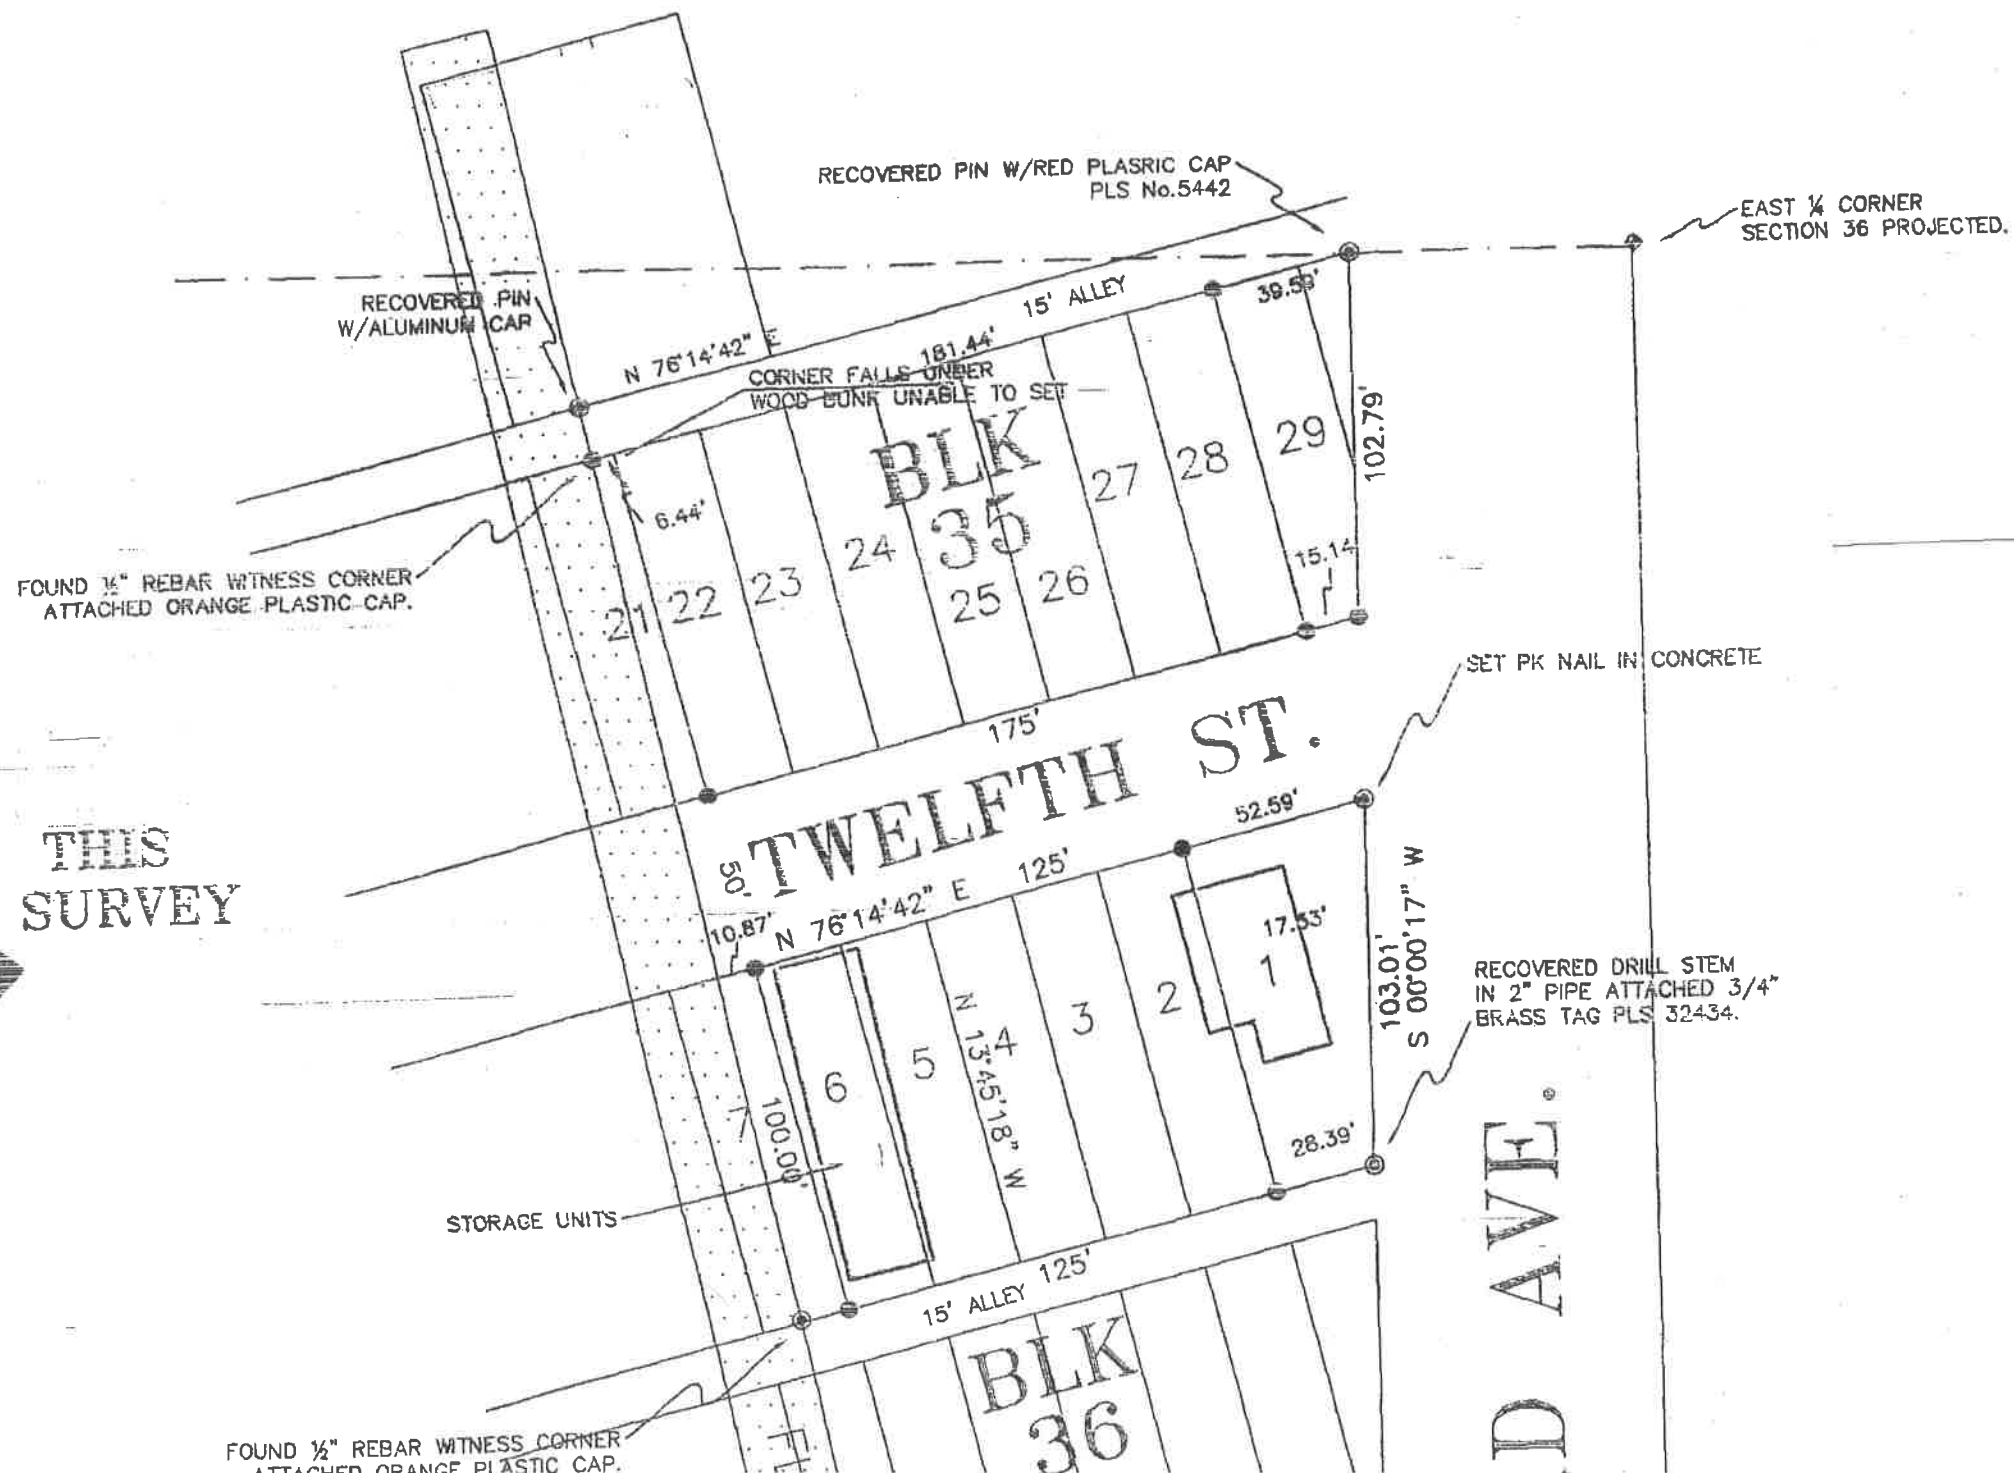 RECOVERED PIN W/RED PLASRIC CAP
PLS No.5442
EAST ¼ CORNER
SECTION 36 PROJECTED.
RECOVERED PIN
W/ALUMINUM CAP
N 76°14'42" E
15' ALLEY
39.59'
181.44'
CORNER FALLS UNDER
WOOD BUNK UNABLE TO SET
102.79'
BLK
35
6.44'
FOUND ½" REBAR WITNESS CORNER
ATTACHED ORANGE PLASTIC CAP.
21
22
23
24
25
26
27
28
29
15.14
175'
SET PK NAIL IN CONCRETE
TWELFTH ST.
THIS
SURVEY
50'
10.87'
N 76°14'42" E
125'
52.59'
17.33'
103.01'
S 00°00'17" W
RECOVERED DRILL STEM
IN 2" PIPE ATTACHED 3/4"
BRASS TAG PLS 32434.
7
6
5
4
3
2
1
100.00'
N 13°45'18" W
28.39'
STORAGE UNITS
15' ALLEY
125'
BLK
36
D AVE.
FOUND ½" REBAR WITNESS CORNER
ATTACHED ORANGE PLASTIC CAP.